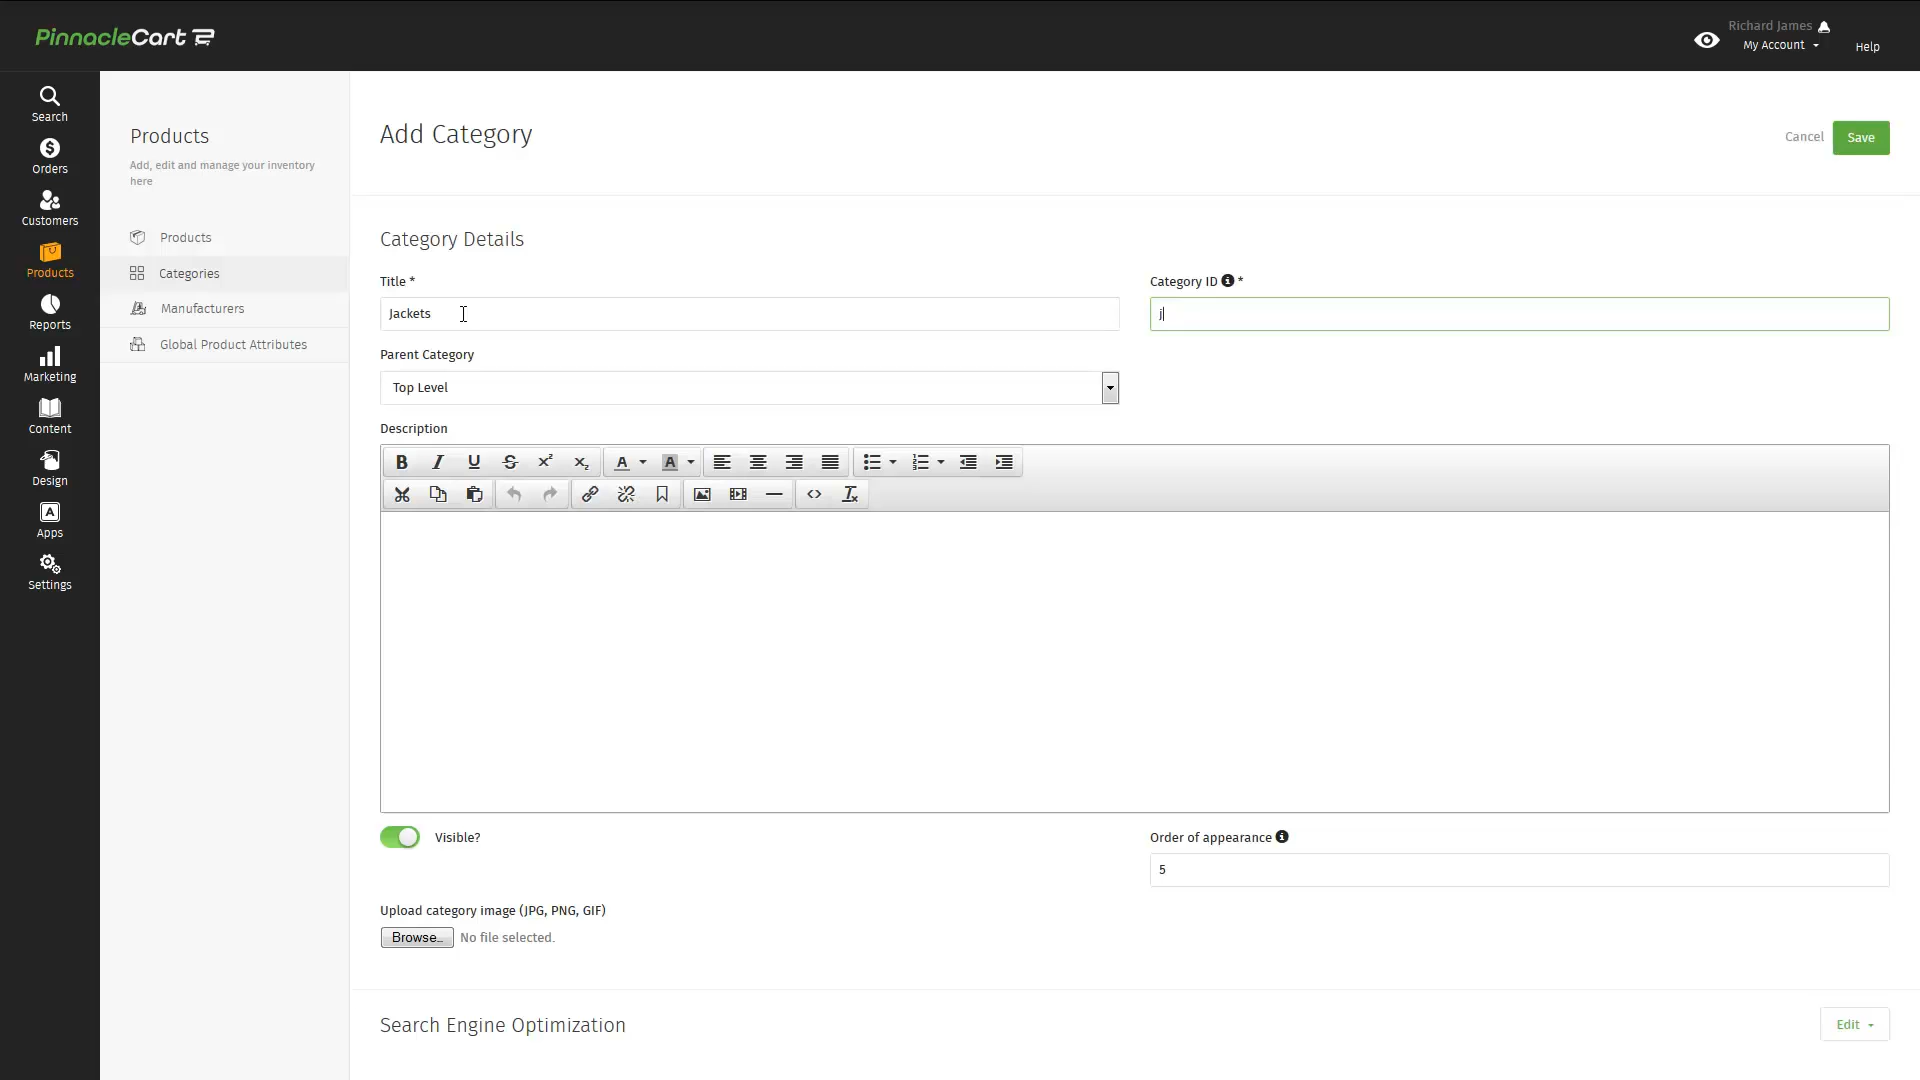 PinnacleCart
Richard James
My Account
Help
Search
Orders
Customers
Products
Reports
Marketing
Content
Design
Apps
Settings
Products
Add, edit and manage your inventory
here
Products
Categories
Manufacturers
Global Product Attributes
Add Category
Cancel
Save
Category Details
Title *
Category ID *
Jackets
j
Parent Category
Top Level
Description
Visible?
Order of appearance
5
Upload category image (JPG, PNG, GIF)
Browse...
No file selected.
Search Engine Optimization
Edit